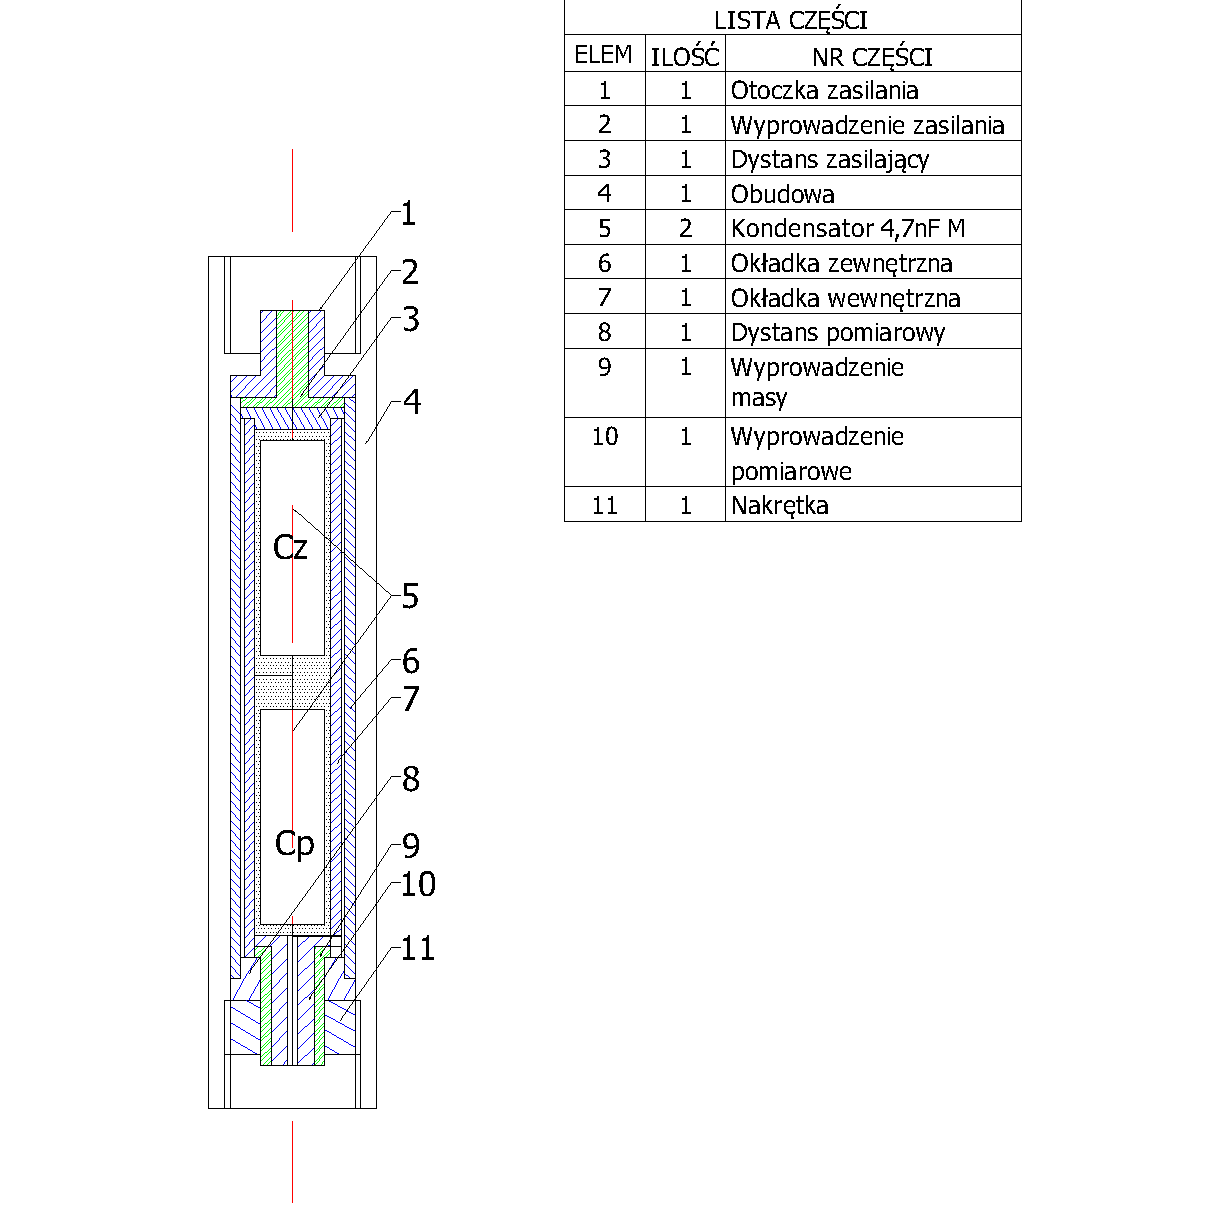 LISTA CZĘŚCI
ELEM ILOŚĆ NR CZĘŚCI
1 1 Otoczka zasilania
2 1 Wyprowadzenie zasilania
3 1 Dystans zasilający
4 1 Obudowa
5 2 Kondensator 4,7nF M
6 1 Okładka zewnętrzna
7 1 Okładka wewnętrzna
8 1 Dystans pomiarowy
9 1 Wyprowadzenie
masy
10 1 Wyprowadzenie
pomiarowe
11 1 Nakrętka
1
2
3
4
Cz
5
6
7
8
Cp
9
10
11